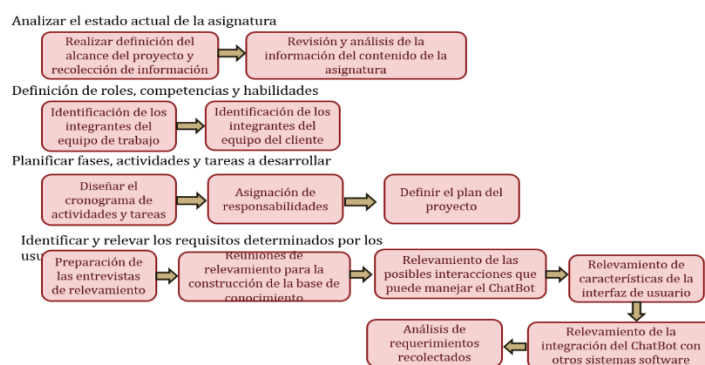 Analizar el estado actual de la asignatura
Realizar definición del
alcance del proyecto y
recolección de información
Revisión y análisis de la
información del contenido de la
asignatura
Definición de roles, competencias y habilidades
Identificación de los
integrantes del
equipo de trabajo
Identificación de los
integrantes del
equipo del cliente
Planificar fases, actividades y tareas a desarrollar
Diseñar el
cronograma de
actividades y tareas
Asignación de
responsabilidades
Definir el plan del
proyecto
Identificar y relevar los requisitos determinados por los
Preparación de
las entrevistas
de relevamiento
Reuniones de
relevamiento para la
construcción de la base de
conocimiento
Relevamiento de las
posibles interacciones que
puede manejar el ChatBot
Relevamiento de
características de la
interfaz de usuario
Relevamiento de la
integración del ChatBot con
otros sistemas software
Análisis de
requerimientos
recolectados